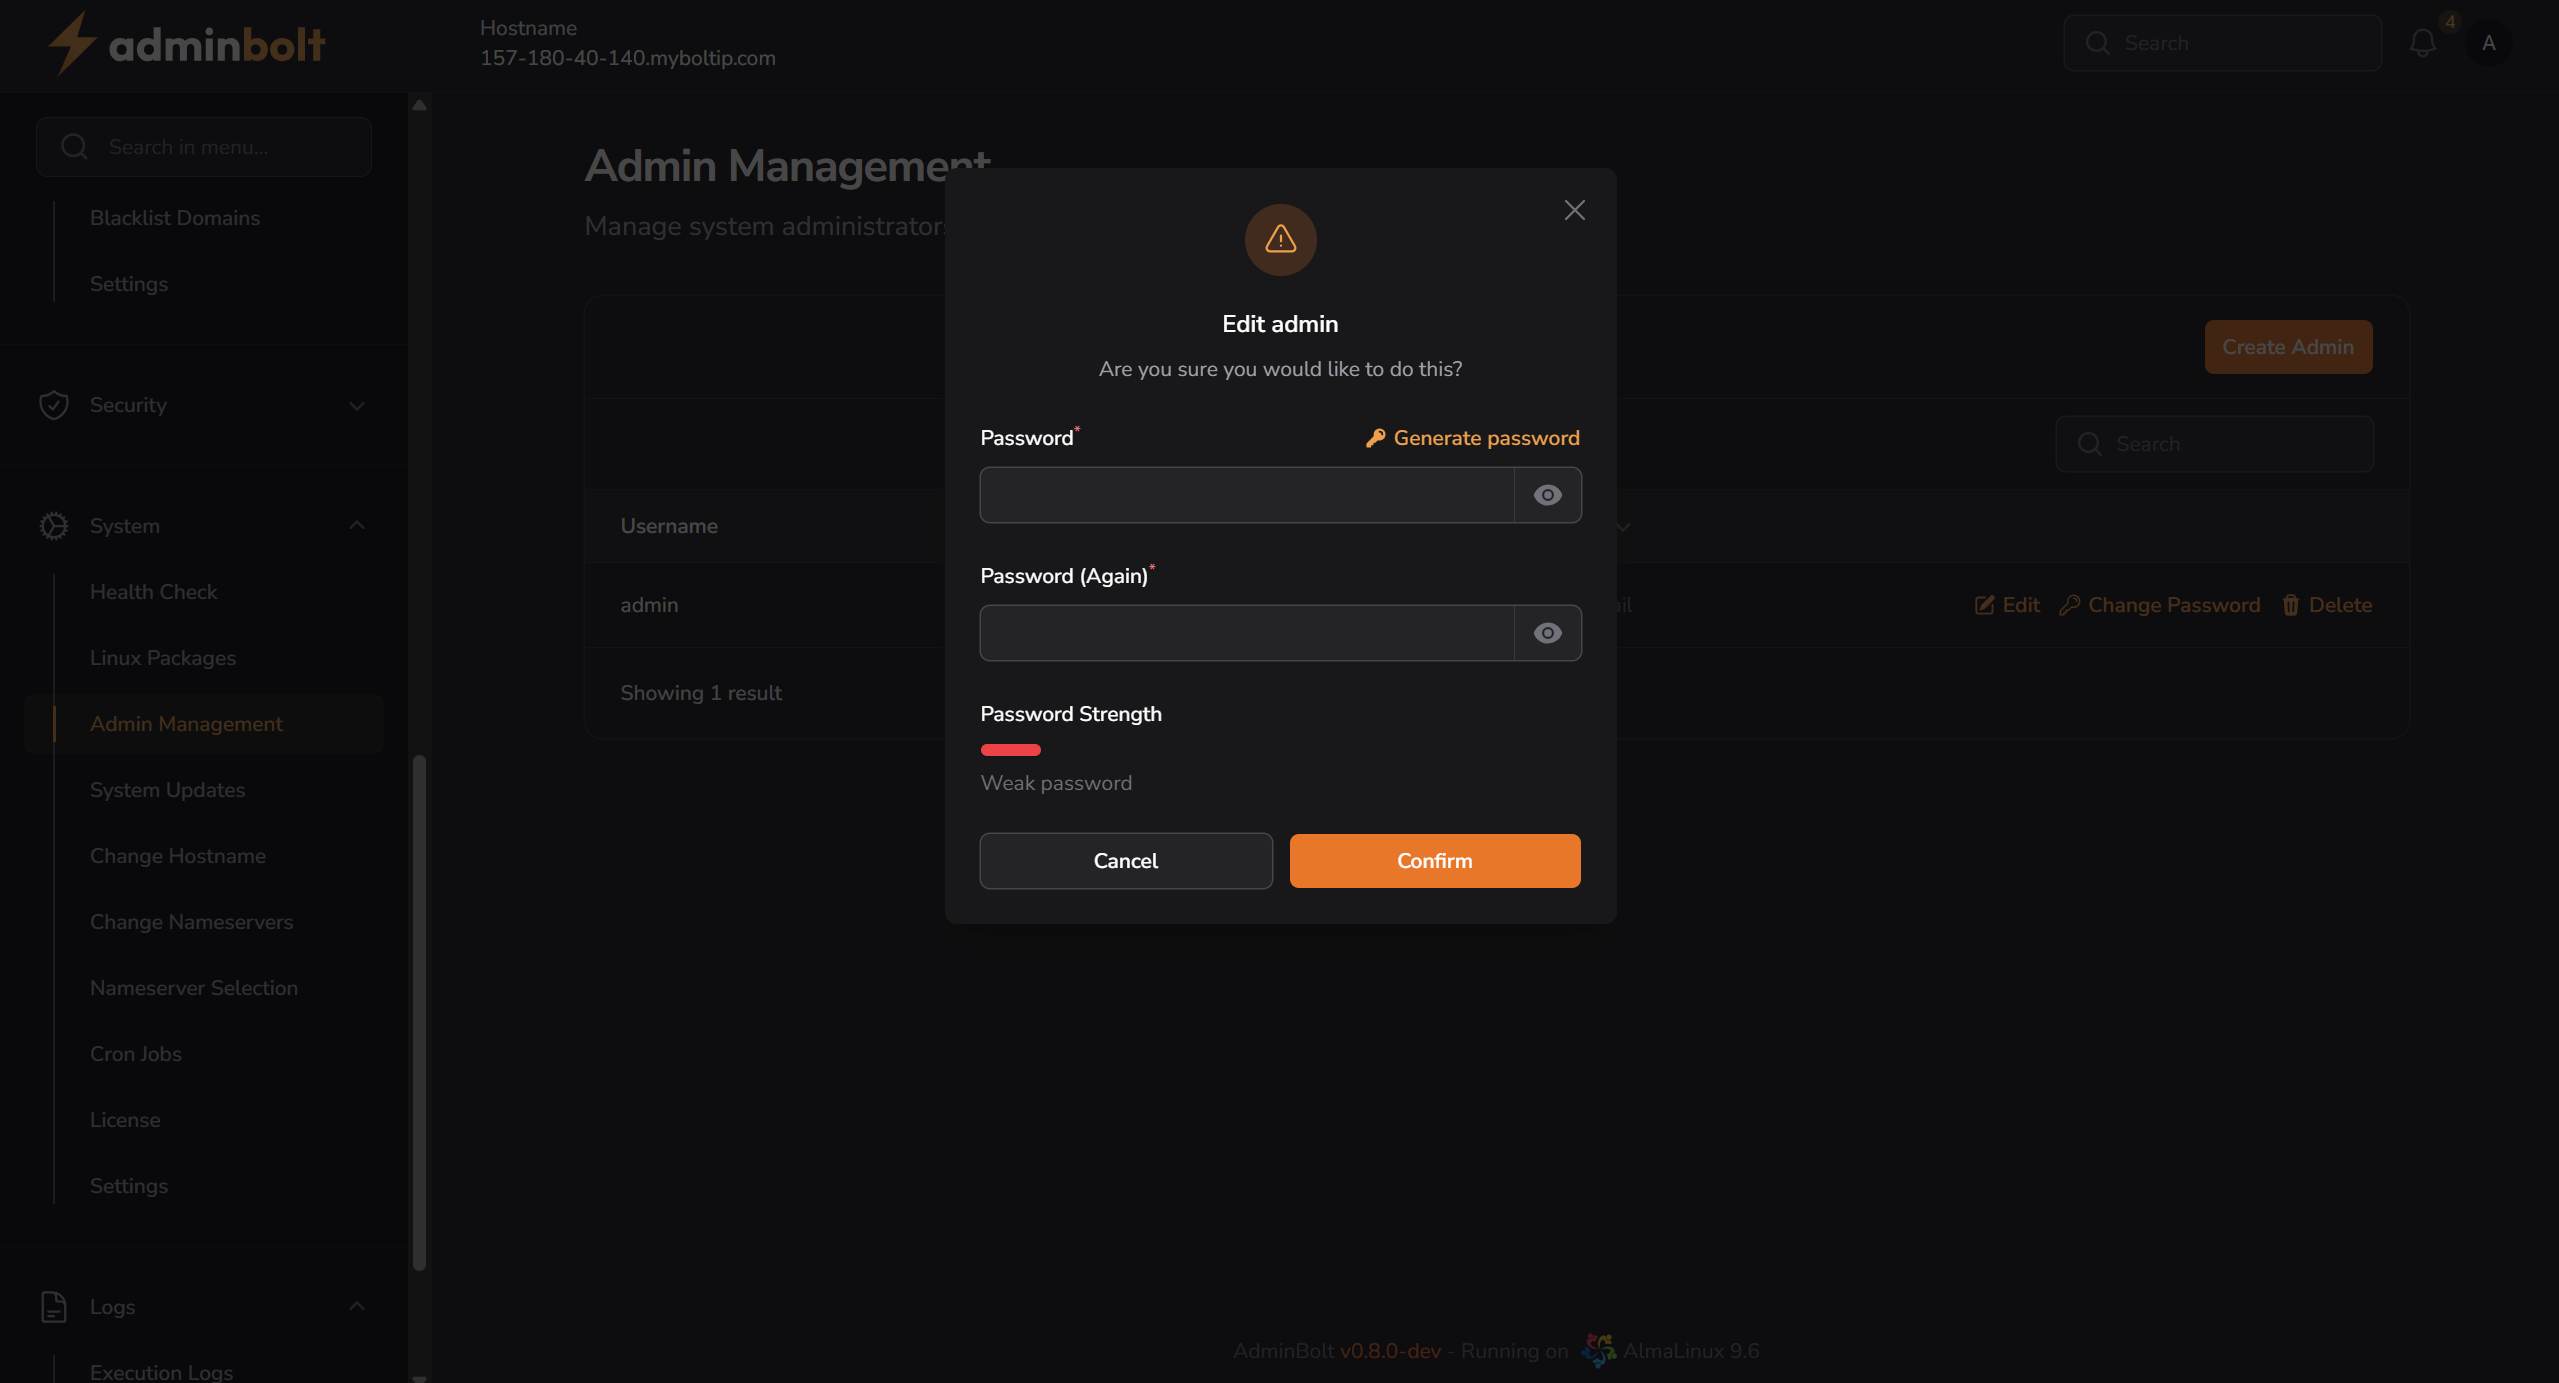 adminbolt
Hostname
157-180-40-140.myboltip.com
Search
4
A
Search in menu...
Blacklist Domains
Settings
Security
System
Health Check
Linux Packages
Admin Management
System Updates
Change Hostname
Change Nameservers
Nameserver Selection
Cron Jobs
License
Settings
Logs
Execution Logs
Admin Management
Manage system administrators
Create Admin
Search
Username
admin
Edit
Change Password
Delete
Showing 1 result
Edit admin
Are you sure you would like to do this?
Password*
Generate password
Password (Again)*
Password Strength
Weak password
Cancel
Confirm
AdminBolt v0.8.0-dev - Running on AlmaLinux 9.6